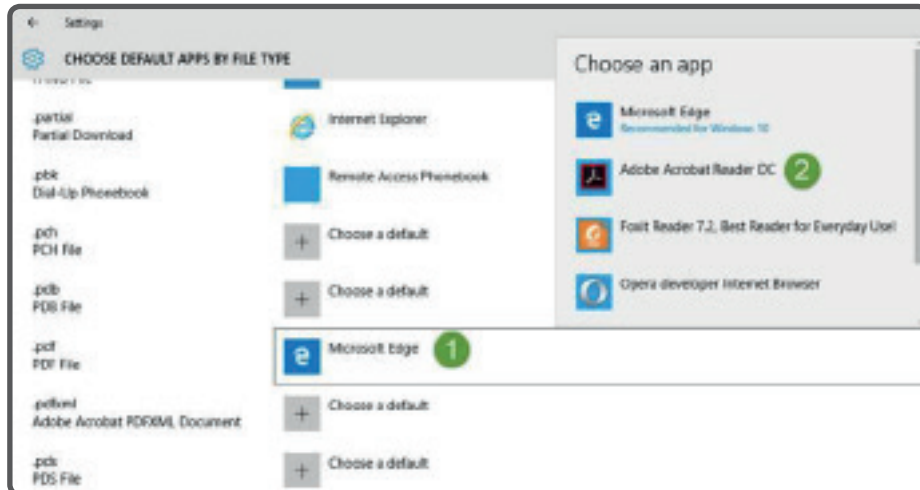 Settings
CHOOSE DEFAULT APPS BY FILE TYPE
.partial
Partial Download
Internet Explorer
.pbk
Dial-Up Phonebook
Remote Access Phonebook
.pch
PCH File
Choose a default
.pdb
PDB File
Choose a default
.pdf
PDF File
Microsoft Edge
1
.pdfxml
Adobe Acrobat PDFXML Document
Choose a default
.pds
PDS File
Choose a default
Choose an app
Microsoft Edge
Recommended for Windows 10
Adobe Acrobat Reader DC
2
Foxit Reader 7.2, Best Reader for Everyday Use!
Opera developer Internet Browser